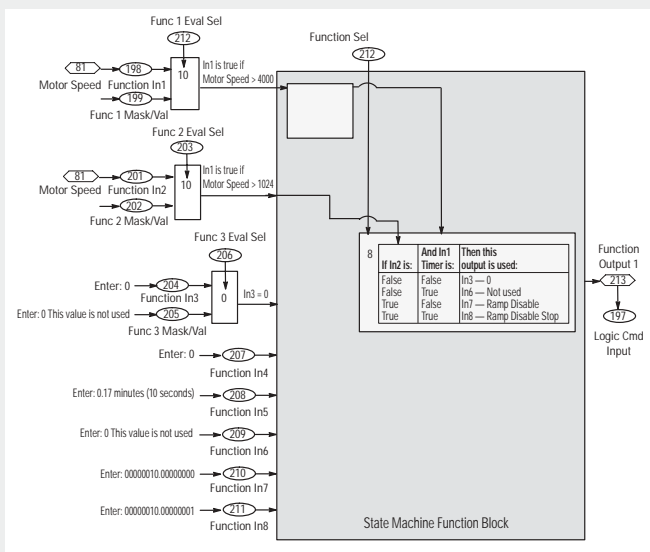 Func 1 Eval Sel
212
Function Sel
212
81
198
10
In1 is true if
Motor Speed > 4000
Motor Speed
Function In1
199
Func 1 Mask/Val
Func 2 Eval Sel
203
81
201
10
In1 is true if
Motor Speed > 1024
Motor Speed
Function In2
202
Func 2 Mask/Val
Func 3 Eval Sel
206
Enter: 0
204
Function In3
0
In3 = 0
Enter: 0 This value is not used
205
Func 3 Mask/Val
8
If In2 is:
And In1
Timer is:
Then this
output is used:
False False In3 — 0
False True In6 — Not used
True False In7 — Ramp Disable
True True In8 — Ramp Disable Stop
Function
Output 1
213
197
Logic Cmd
Input
Enter: 0
207
Function In4
Enter: 0.17 minutes (10 seconds)
208
Function In5
Enter: 0 This value is not used
209
Function In6
Enter: 00000010.00000000
210
Function In7
Enter: 00000010.00000001
211
Function In8
State Machine Function Block